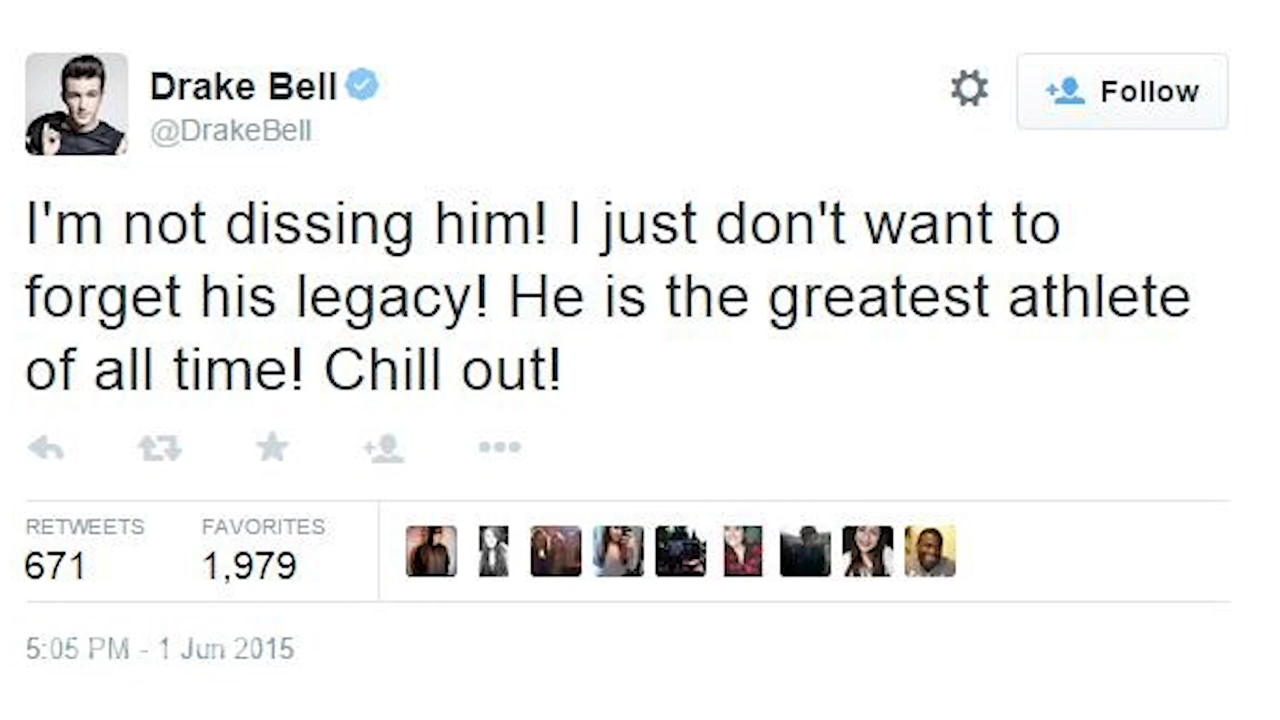 Drake Bell
@DrakeBell
Follow
I'm not dissing him! I just don't want to
forget his legacy! He is the greatest athlete
of all time! Chill out!
RETWEETS FAVORITES
671 1,979
5:05 PM - 1 Jun 2015